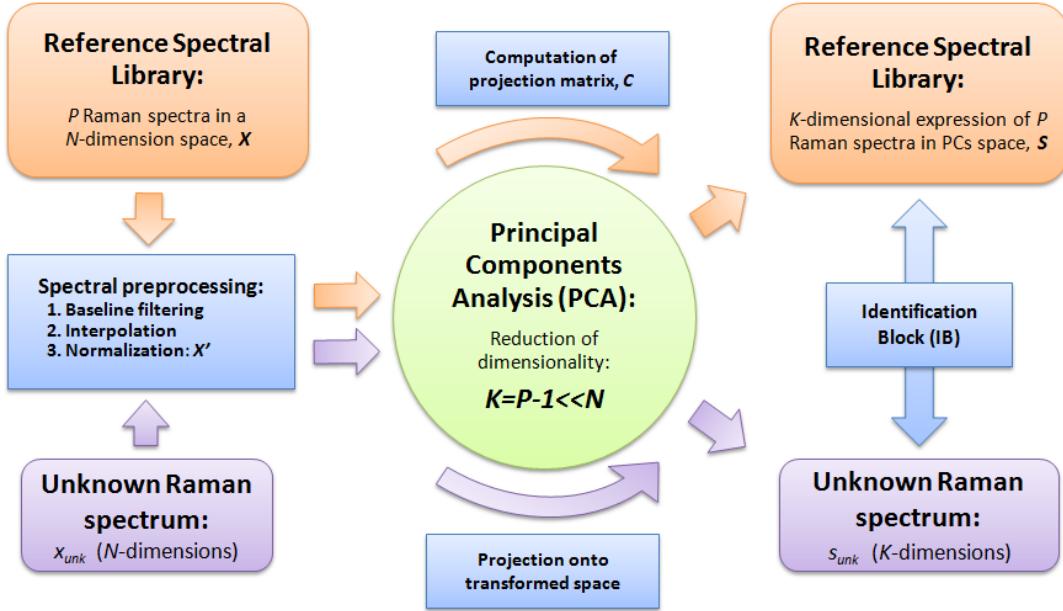 Reference Spectral
Library:
P Raman spectra in a
N-dimension space, X
Spectral preprocessing:
1. Baseline filtering
2. Interpolation
3. Normalization: X’
Unknown Raman
spectrum:
xunk (N-dimensions)
Computation of
projection matrix, C
Principal
Components
Analysis (PCA):
Reduction of
dimensionality:
K=P-1<<N
Projection onto
transformed space
Reference Spectral
Library:
K-dimensional expression of P
Raman spectra in PCs space, S
Identification
Block (IB)
Unknown Raman
spectrum:
sunk (K-dimensions)